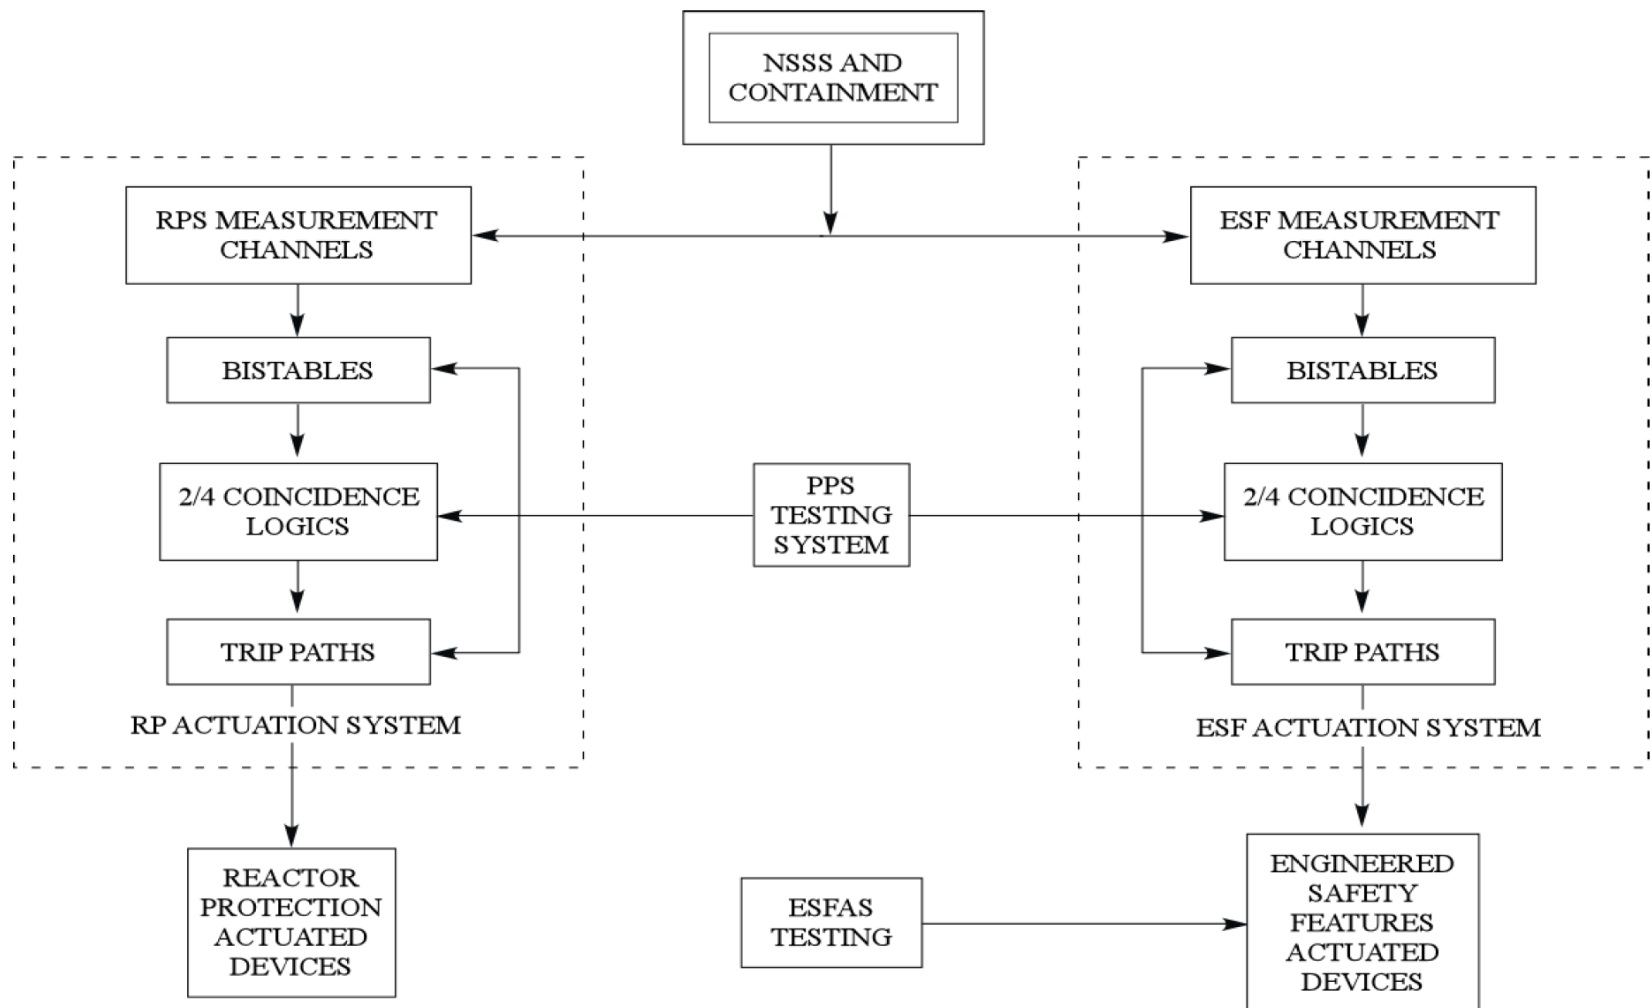 NSSS AND
CONTAINMENT
RPS MEASUREMENT
CHANNELS
ESF MEASUREMENT
CHANNELS
BISTABLES
BISTABLES
2/4 COINCIDENCE
LOGICS
PPS
TESTING
SYSTEM
2/4 COINCIDENCE
LOGICS
TRIP PATHS
TRIP PATHS
RP ACTUATION SYSTEM
ESF ACTUATION SYSTEM
REACTOR
PROTECTION
ACTUATED
DEVICES
ESFAS
TESTING
ENGINEERED
SAFETY
FEATURES
ACTUATED
DEVICES